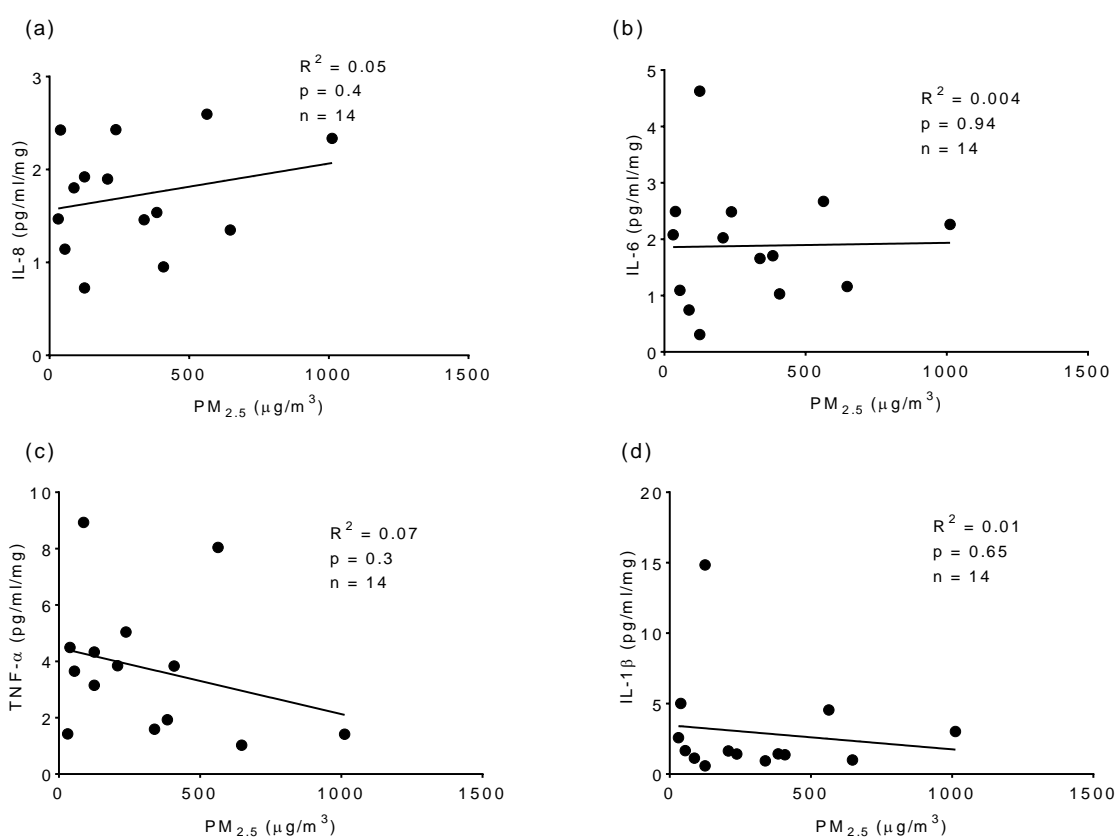 (a)
R² = 0.05
p = 0.4
n = 14
3
2
1
0
IL-8 (pg/ml/mg)
0 500 1000 1500
PM₂.₅ (μg/m³)
(b)
R² = 0.004
p = 0.94
n = 14
5
4
3
2
1
0
IL-6 (pg/ml/mg)
0 500 1000 1500
PM₂.₅ (μg/m³)
(c)
R² = 0.07
p = 0.3
n = 14
10
8
6
4
2
0
TNF-α (pg/ml/mg)
0 500 1000 1500
PM₂.₅ (μg/m³)
(d)
R² = 0.01
p = 0.65
n = 14
20
15
10
5
0
IL-1β (pg/ml/mg)
0 500 1000 1500
PM₂.₅ (μg/m³)